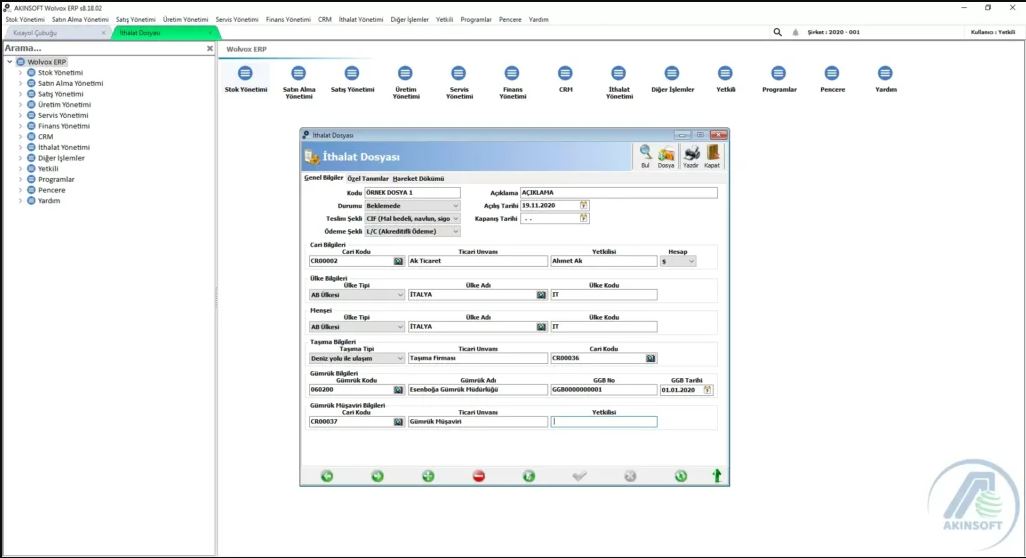 AKINSOFT Wolvox ERP s8.18.02
Stok Yönetimi Satın Alma Yönetimi Satış Yönetimi Üretim Yönetimi Servis Yönetimi Finans Yönetimi CRM İthalat Yönetimi Diğer İşlemler Yetkili Programlar Pencere Yardım
Kısayol Çubuğu × İthalat Dosyası ×
Şirket : 2020 - 001 Kullanıcı : Yetkili
Arama...
Wolvox ERP
Stok Yönetimi
Satın Alma Yönetimi
Satış Yönetimi
Üretim Yönetimi
Servis Yönetimi
Finans Yönetimi
CRM
İthalat Yönetimi
Diğer İşlemler
Yetkili
Programlar
Pencere
Yardım
Wolvox ERP
Stok Yönetimi
Satın Alma Yönetimi
Satış Yönetimi
Üretim Yönetimi
Servis Yönetimi
Finans Yönetimi
CRM
İthalat Yönetimi
Diğer İşlemler
Yetkili
Programlar
Pencere
Yardım
İthalat Dosyası
İthalat Dosyası
Bul Dosya Yazdır Kapat
Genel Bilgiler Özel Tanımlar Hareket Dökümü
Kodu ÖRNEK DOSYA 1 Açıklama AÇIKLAMA
Durumu Beklemede Açılış Tarihi 19.11.2020
Teslim Şekli CIF (Mal bedeli, navlun, sigo Kapanış Tarihi . .
Ödeme Şekli L/C (Akreditifli Ödeme)
Cari Bilgileri
Cari Kodu Ticari Unvanı Yetkilisi Hesap
CR00002 Ak Ticaret Ahmet Ak $
Ülke Bilgileri
Ülke Tipi Ülke Adı Ülke Kodu
AB Ülkesi İTALYA IT
Menşei
Ülke Tipi Ülke Adı Ülke Kodu
AB Ülkesi İTALYA IT
Taşıma Bilgileri
Taşıma Tipi Ticari Unvanı Cari Kodu
Deniz yolu ile ulaşım Taşıma Firması CR00036
Gümrük Bilgileri
Gümrük Kodu Gümrük Adı GGB No GGB Tarihi
060200 Esenboğa Gümrük Müdürlüğü GGB0000000001 01.01.2020
Gümrük Müşaviri Bilgileri
Cari Kodu Ticari Unvanı Yetkilisi
CR00037 Gümrük Müşaviri
AKINSOFT